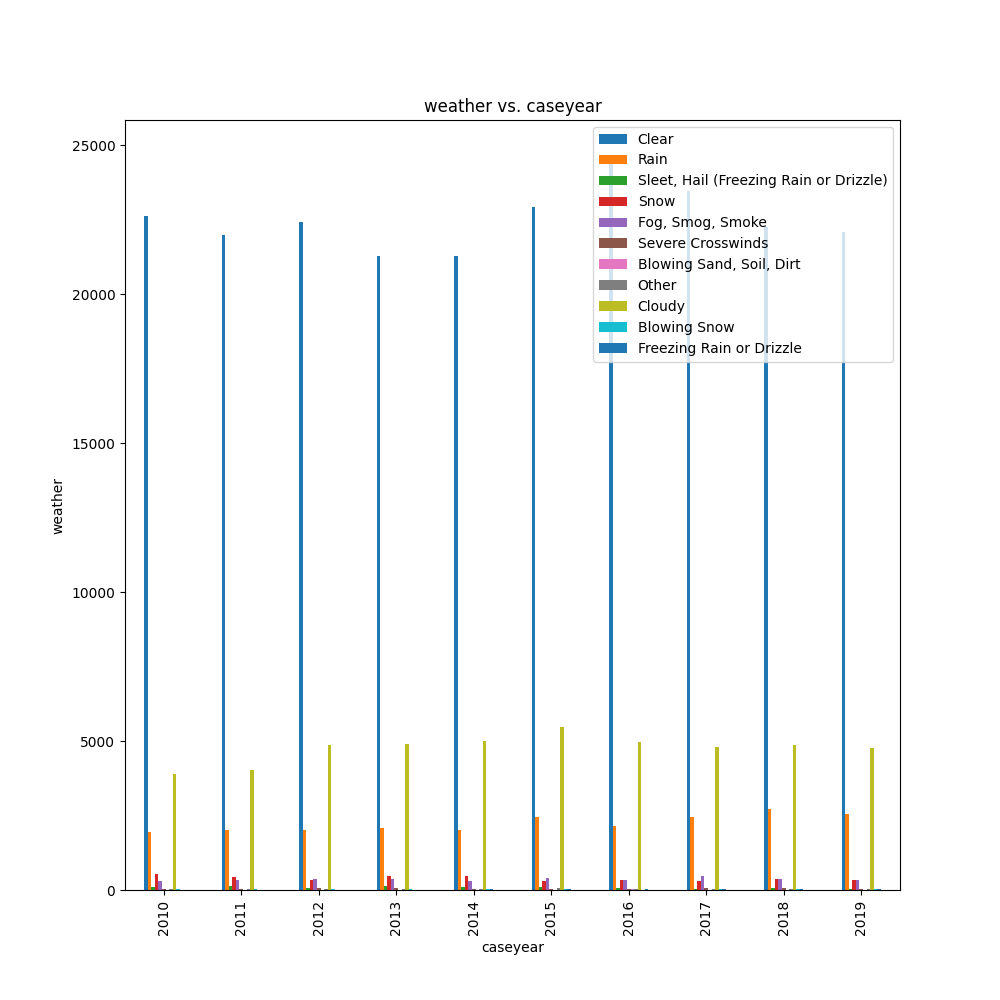 weather vs. caseyear
25000
20000
15000
10000
5000
0
weather
Clear
Rain
Sleet, Hail (Freezing Rain or Drizzle)
Snow
Fog, Smog, Smoke
Severe Crosswinds
Blowing Sand, Soil, Dirt
Other
Cloudy
Blowing Snow
Freezing Rain or Drizzle
2010
2011
2012
2013
2014
2015
2016
2017
2018
2019
caseyear